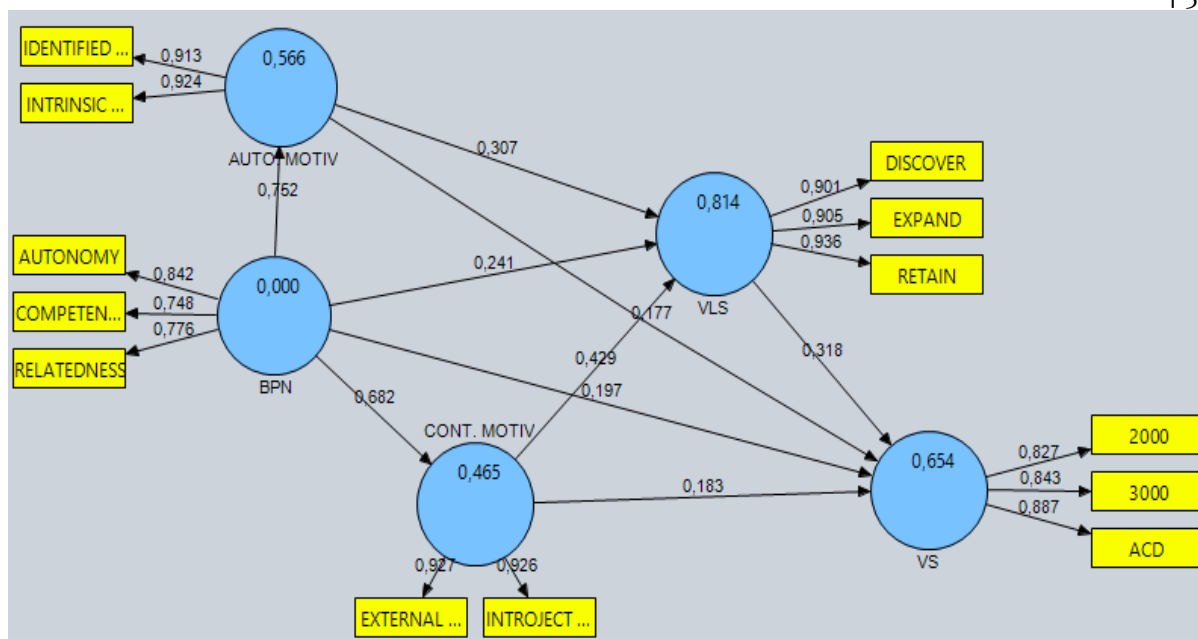 IDENTIFIED ...
0,913
0,566
INTRINSIC ...
0,924
AUTO. MOTIV
0,307
DISCOVER
0,901
0,752
0,814
0,905
EXPAND
0,936
RETAIN
AUTONOMY
0,842
0,241
0,000
COMPETEN...
0,748
0,776
RELATEDNESS
BPN
VLS
0,177
0,429
0,318
0,197
0,682
CONT. MOTIV
0,465
0,183
0,654
2000
0,827
0,843
3000
0,887
ACD
VS
0,927
0,926
EXTERNAL ...
INTROJECT ...